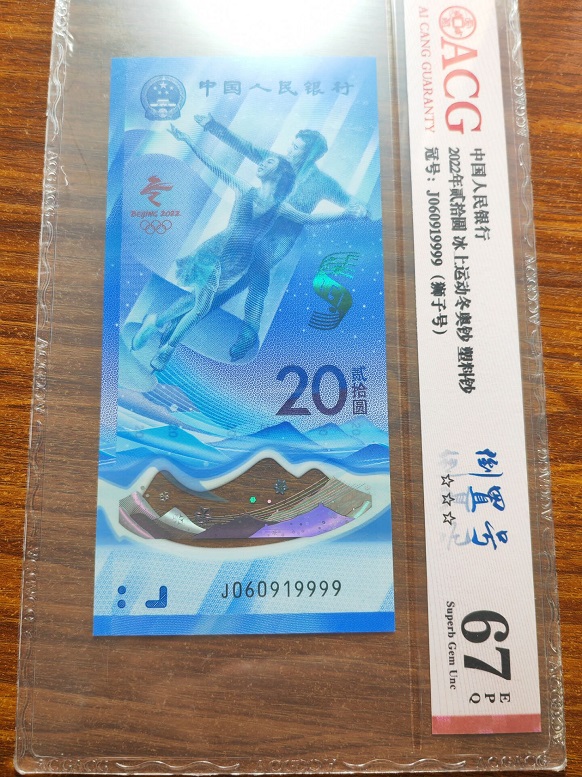 中国人民银行
BEIJING 2022
20
贰拾圆
J060919999
ACG
AI CANG GUARANTY
中国人民银行
2022年贰拾圆 冰上运动冬奥钞 塑料钞
冠号：J060919999（狮子号）
倒置号
☆☆☆
67
EPQ
Superb Gem Unc